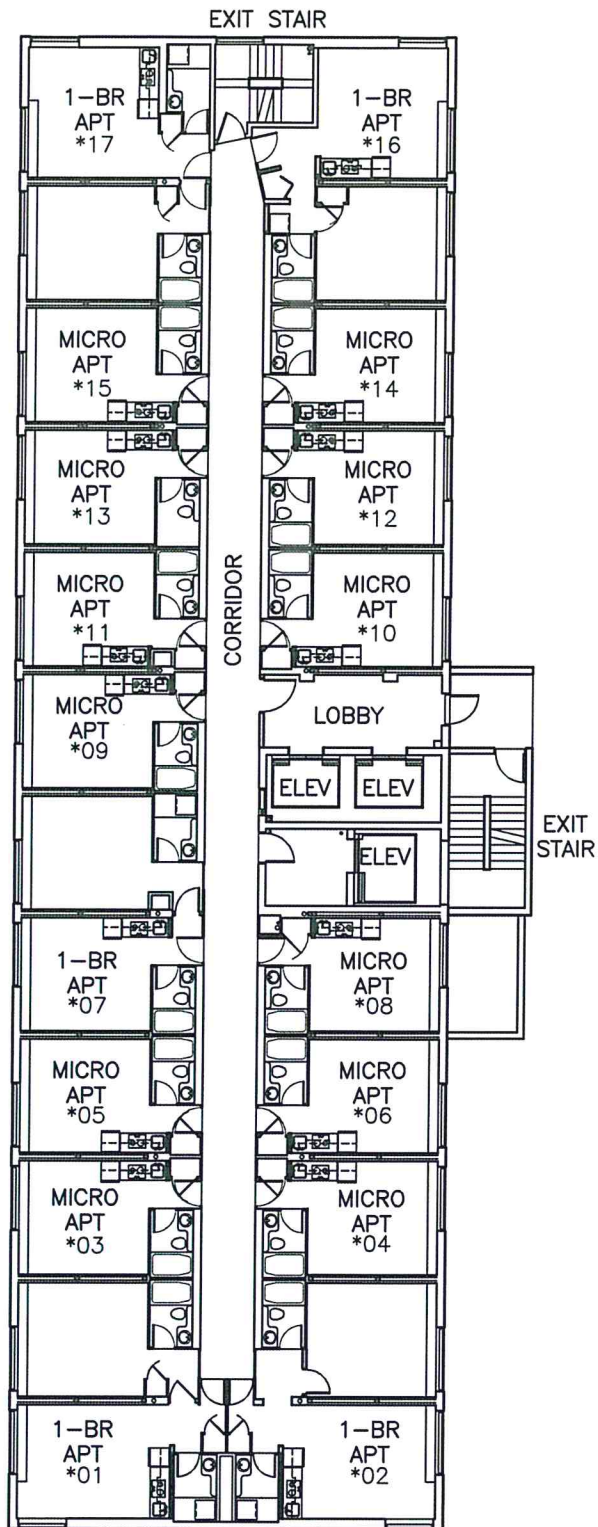 EXIT STAIR
1-BR
APT
*17
1-BR
APT
*16
MICRO
APT
*15
MICRO
APT
*14
MICRO
APT
*13
MICRO
APT
*12
MICRO
APT
*11
CORRIDOR
MICRO
APT
*10
MICRO
APT
*09
LOBBY
ELEV
ELEV
ELEV
EXIT
STAIR
1-BR
APT
*07
MICRO
APT
*08
MICRO
APT
*05
MICRO
APT
*06
MICRO
APT
*03
MICRO
APT
*04
1-BR
APT
*01
1-BR
APT
*02